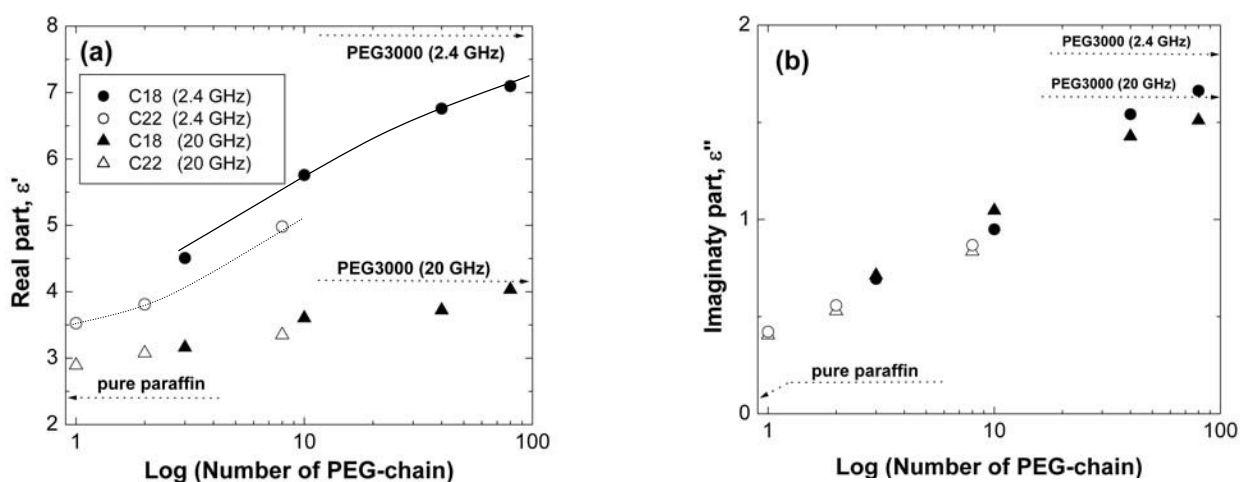 (a)
PEG3000 (2.4 GHz)
C18 (2.4 GHz)
C22 (2.4 GHz)
C18 (20 GHz)
C22 (20 GHz)
PEG3000 (20 GHz)
pure paraffin
Real part, ε'
8
7
6
5
4
3
2
1
10
100
Log (Number of PEG-chain)
(b)
PEG3000 (2.4 GHz)
PEG3000 (20 GHz)
pure paraffin
Imaginaty part, ε"
2
1
0
1
10
100
Log (Number of PEG-chain)